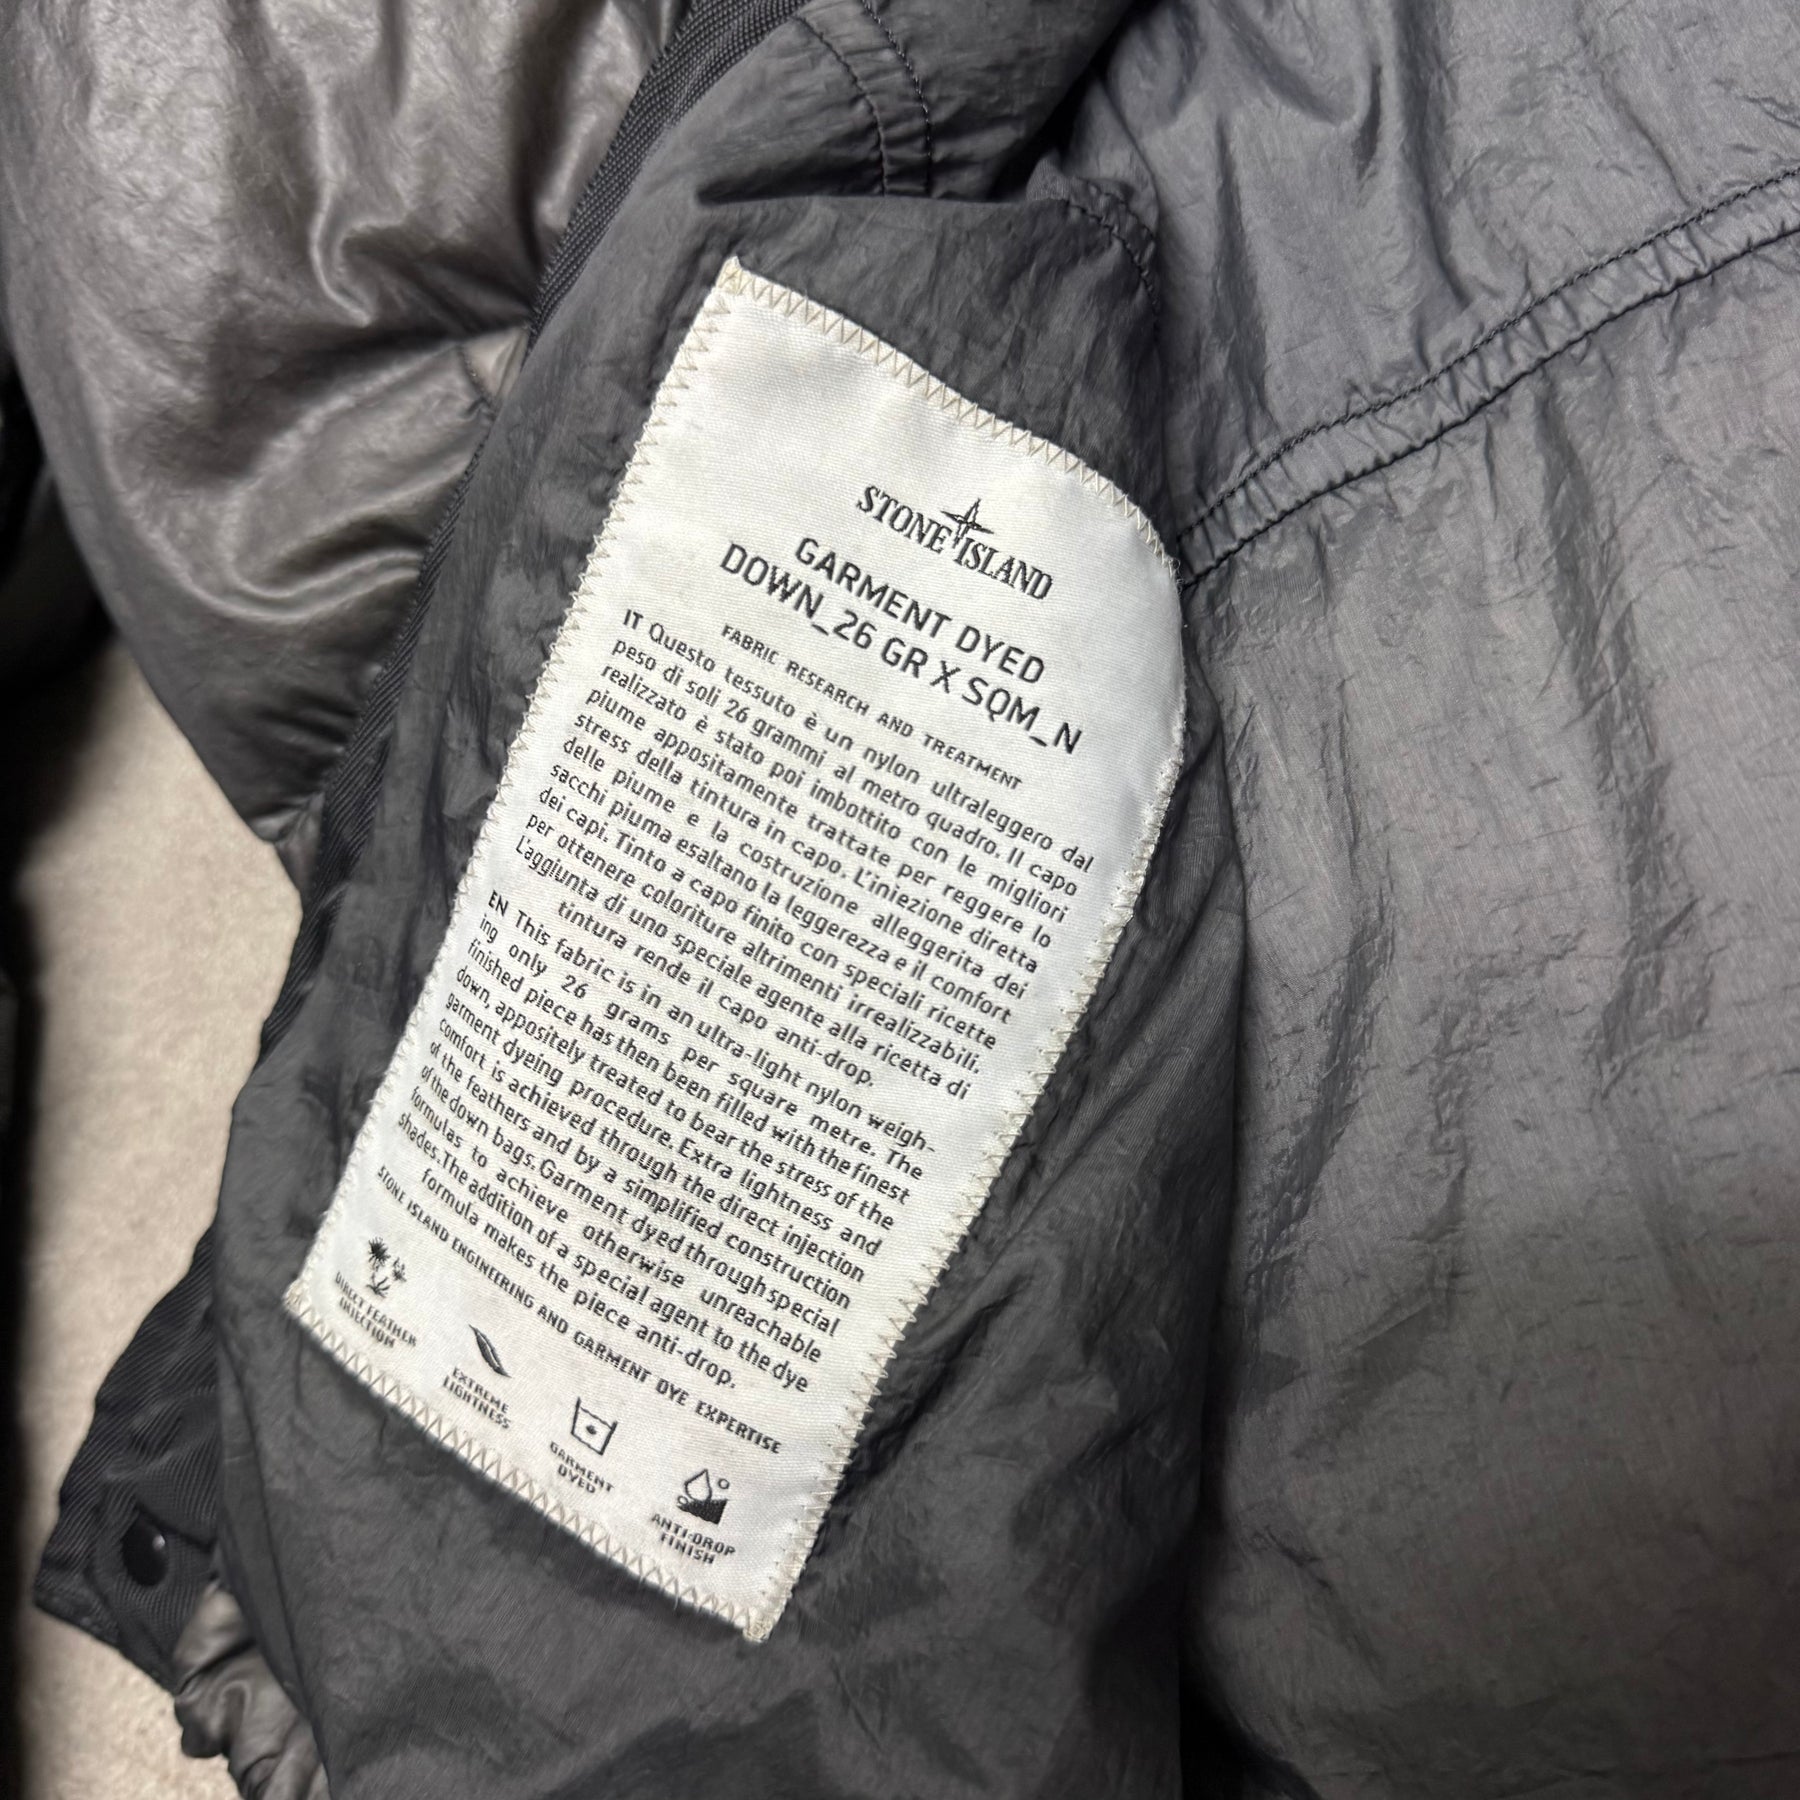 STONE ISLAND
GARMENT DYED
DOWN_26 GR X SQM_N
FABRIC RESEARCH AND TREATMENT
IT Questo tessuto è un nylon ultraleggero dal
peso di soli 26 grammi al metro quadro. Il capo
realizzato è stato poi imbottito con le migliori
piume appositamente trattate per reggere lo
stress della tintura in capo. L'iniezione diretta
delle piume e la costruzione alleggerita dei
sacchi piuma esaltano la leggerezza e il comfort
dei capi. Tinto a capo finito con speciali ricette
per ottenere coloriture altrimenti irrealizzabili.
L'aggiunta di uno speciale agente alla ricetta di
tintura rende il capo anti-drop.
EN This fabric is in an ultra-light nylon weigh-
ing only 26 grams per square metre. The
finished piece has then been filled with the finest
down, appositely treated to bear the stress of the
garment dyeing procedure. Extra lightness and
comfort is achieved through the direct injection
of the feathers and by a simplified construction
of the down bags. Garment dyed through special
formulas to achieve otherwise unreachable
shades. The addition of a special agent to the dye
formula makes the piece anti-drop.
STONE ISLAND ENGINEERING AND GARMENT DYE EXPERTISE
DIRECT FEATHER
INJECTION
EXTREME
LIGHTNESS
GARMENT
DYED
ANTI-DROP
FINISH